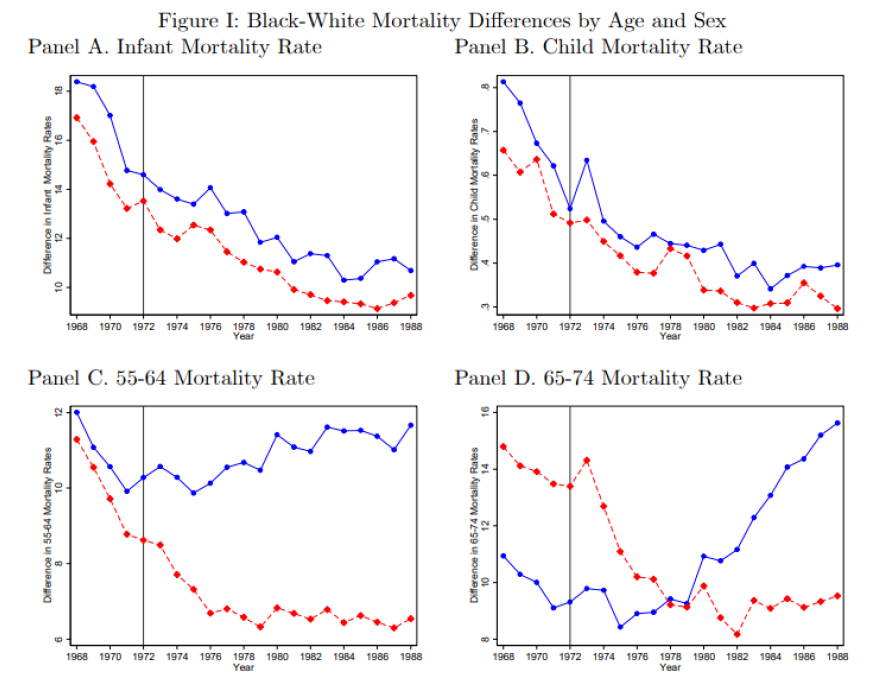 Figure I: Black-White Mortality Differences by Age and Sex
Panel A. Infant Mortality Rate
Difference in Infant Mortality Rates
18
16
14
12
10
1968 1970 1972 1974 1976 1978 1980 1982 1984 1986 1988
Year
Panel B. Child Mortality Rate
Difference in Child Mortality Rates
.8
.7
.6
.5
.4
.3
1968 1970 1972 1974 1976 1978 1980 1982 1984 1986 1988
Year
Panel C. 55-64 Mortality Rate
Difference in 55-64 Mortality Rates
12
10
8
6
1968 1970 1972 1974 1976 1978 1980 1982 1984 1986 1988
Year
Panel D. 65-74 Mortality Rate
Difference in 65-74 Mortality Rates
16
14
12
10
8
1968 1970 1972 1974 1976 1978 1980 1982 1984 1986 1988
Year